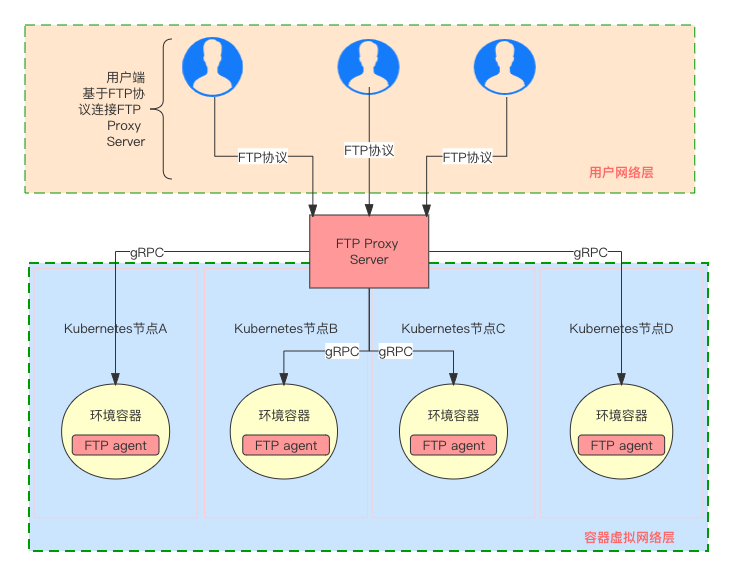 用户端
基于FTP协
议连接FTP
Proxy
Server
FTP协议
FTP协议
FTP协议
用户网络层
FTP Proxy
Server
gRPC
gRPC
Kubernetes节点A
Kubernetes节点B
Kubernetes节点C
Kubernetes节点D
gRPC
gRPC
环境容器
FTP agent
环境容器
FTP agent
环境容器
FTP agent
环境容器
FTP agent
容器虚拟网络层